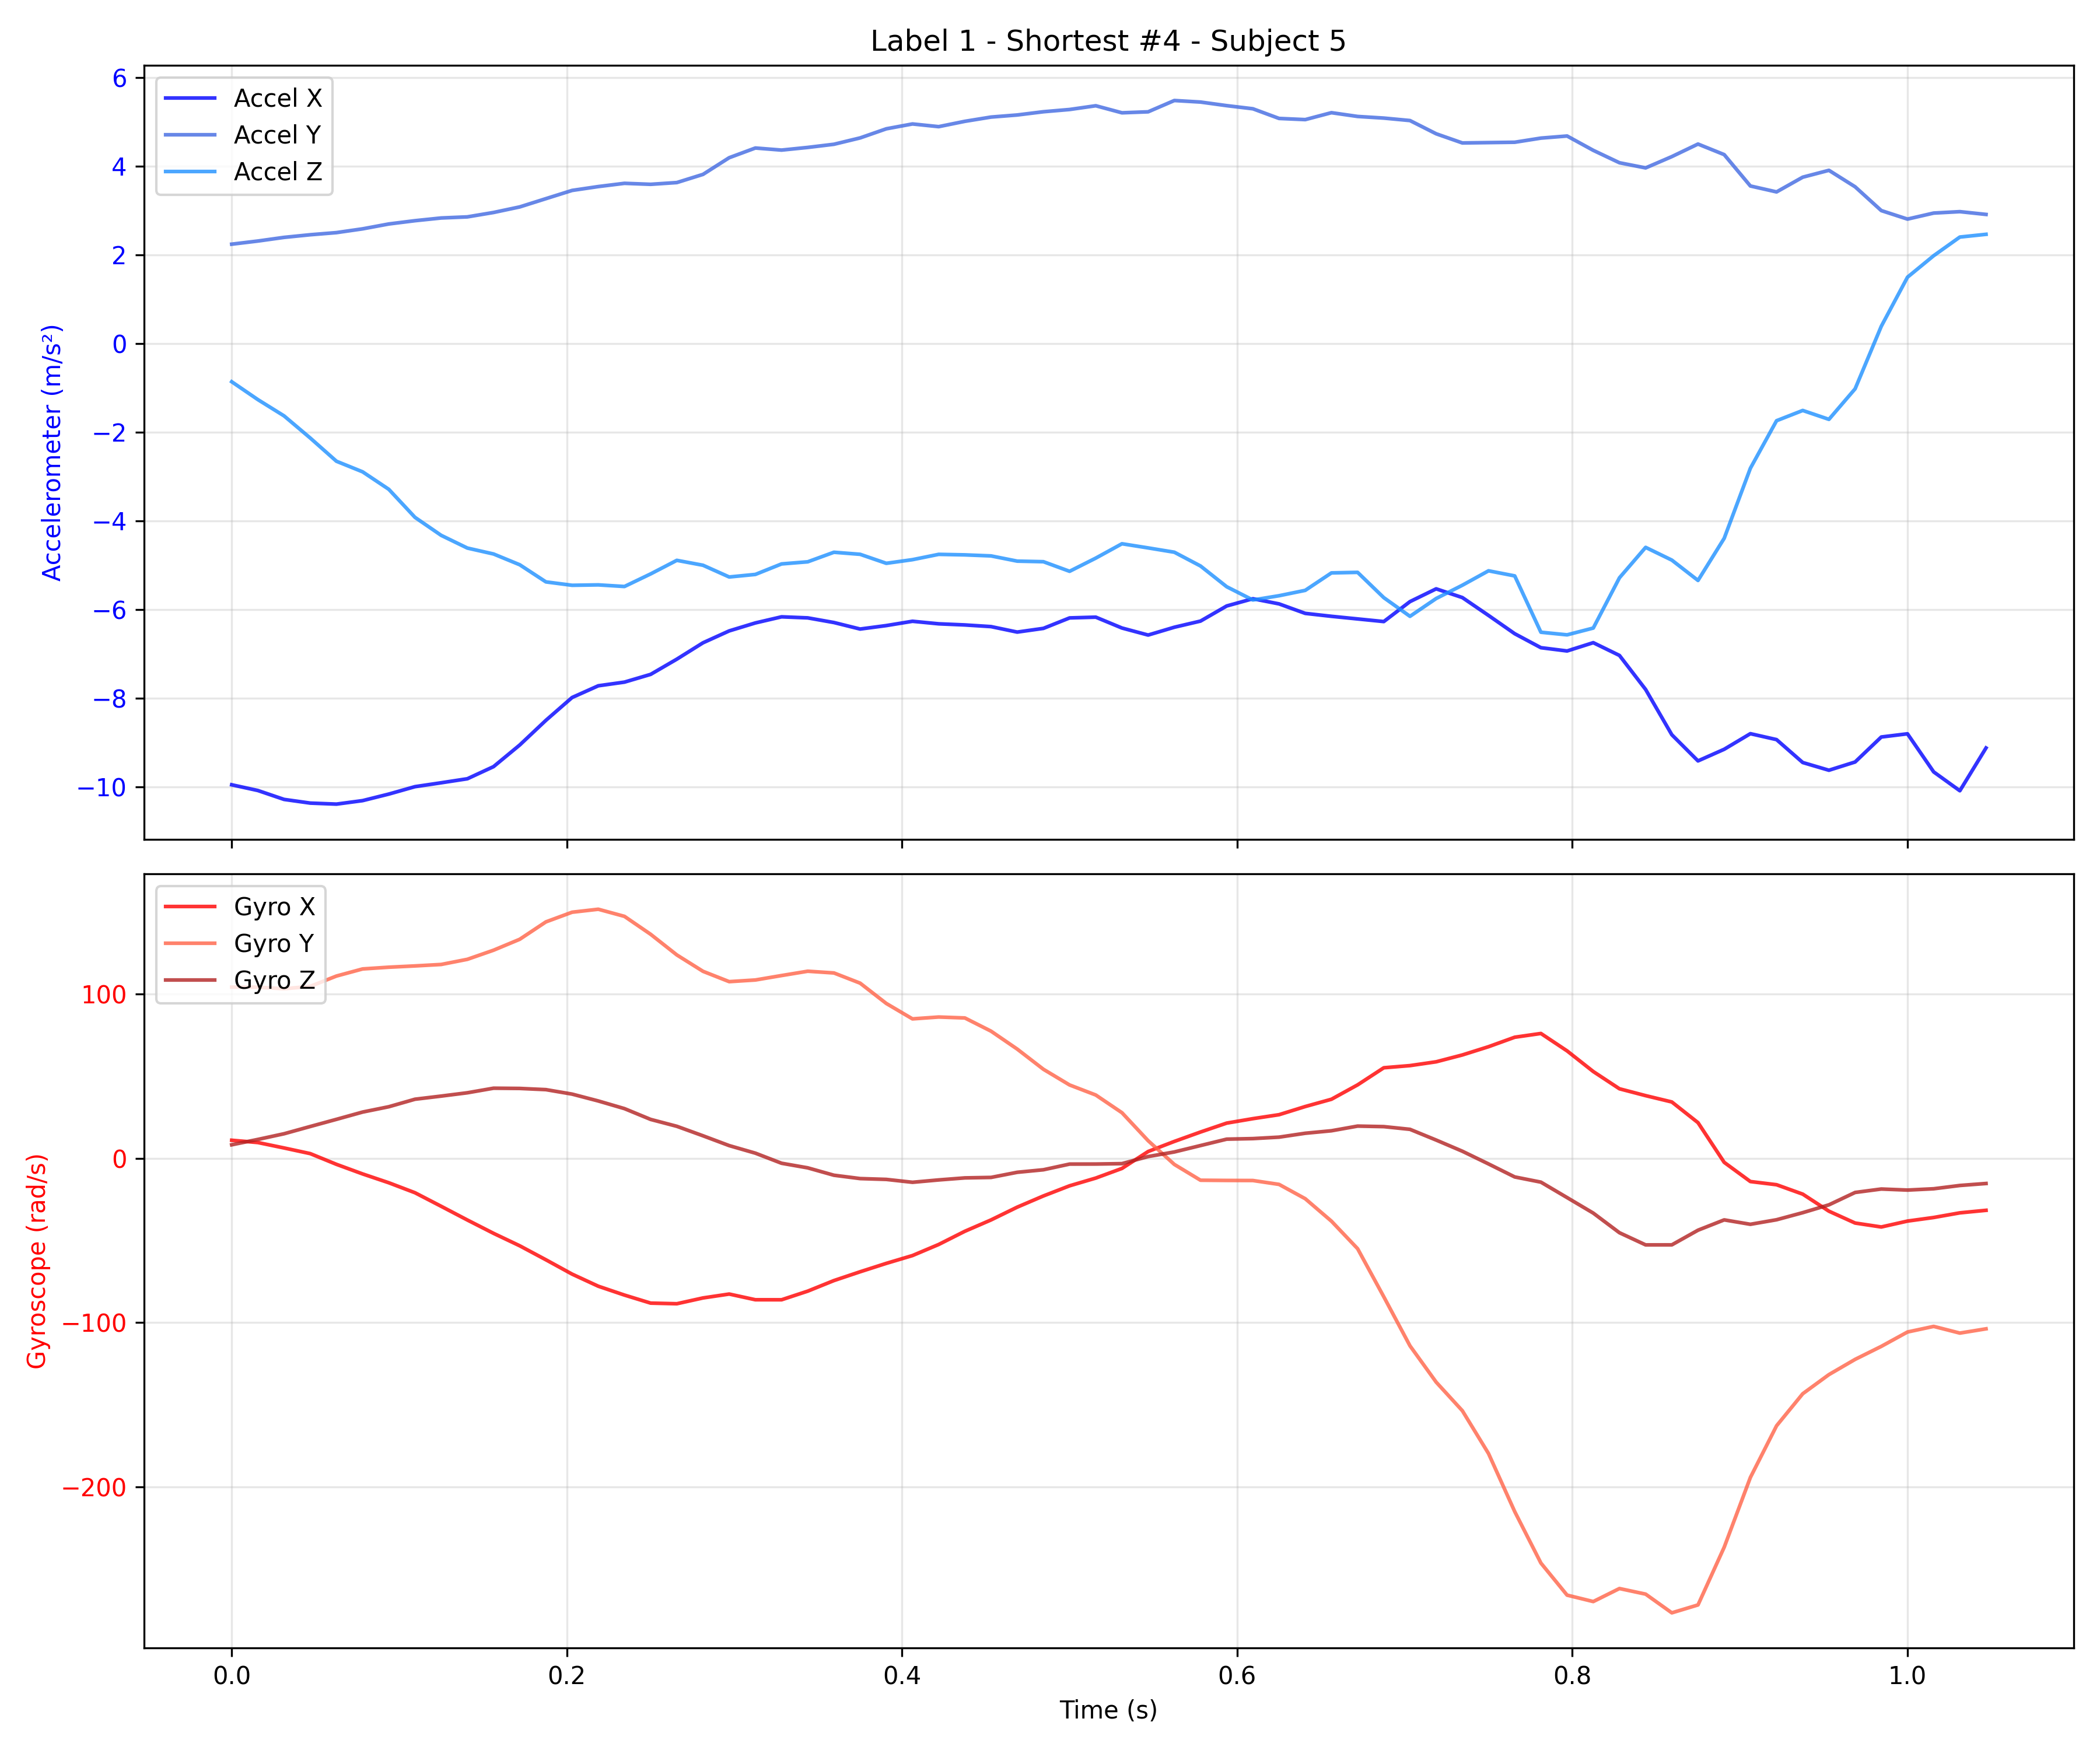 Label 1 - Shortest #4 - Subject 5
Accel X
Accel Y
Accel Z
6
4
2
0
−2
−4
−6
−8
−10
Accelerometer (m/s²)
Gyro X
Gyro Y
Gyro Z
100
0
−100
−200
Gyroscope (rad/s)
0.0 0.2 0.4 0.6 0.8 1.0
Time (s)